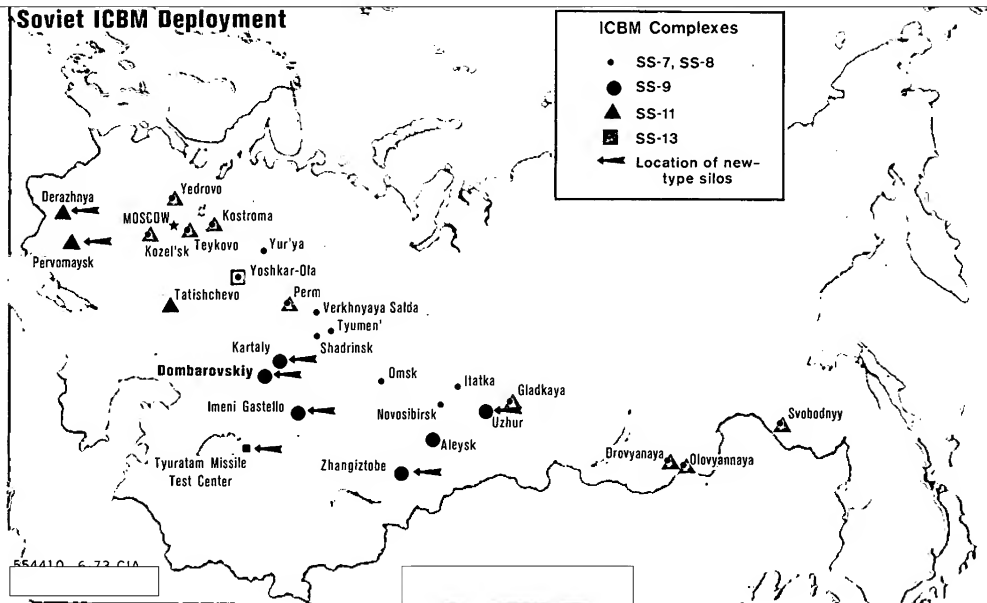 Soviet ICBM Deployment
ICBM Complexes
SS-7, SS-8
SS-9
SS-11
SS-13
Location of new-
type silos
Yedrovo
Derazhnya
MOSCOW
Kostroma
Kozel'sk
Teykovo
Yur'ya
Pervomaysk
Yoshkar-Ola
Tatishchevo
Perm
Verkhnyaya Salda
Tyumen'
Kartaly
Shadrinsk
Dombarovskiy
Omsk
Itatka
Gladkaya
Imeni Gastello
Novosibirsk
Uzhur
Svobodnyy
Aleysk
Drovyanaya
Olovyannaya
Tyuratam Missile
Test Center
Zhangiztobe
554410 6-73 CIA